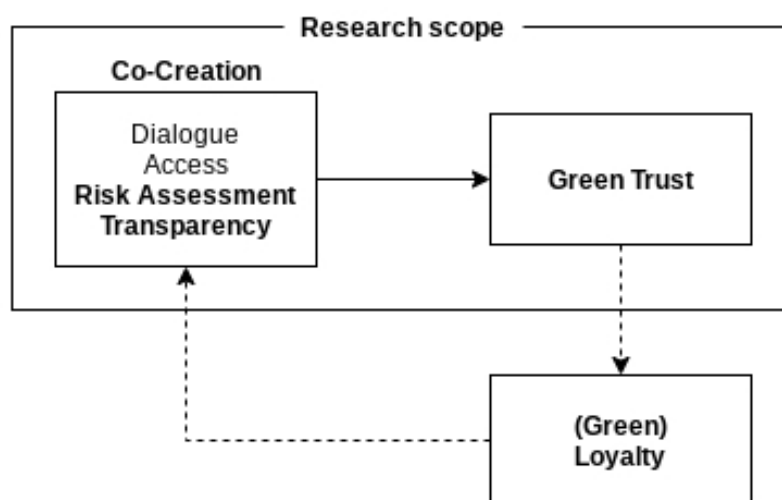 Research scope
Co-Creation
Dialogue
Access
Risk Assessment
Transparency
Green Trust
(Green)
Loyalty